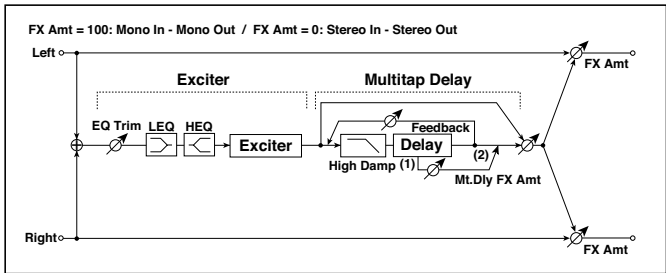 FX Amt = 100: Mono In - Mono Out / FX Amt = 0: Stereo In - Stereo Out
Left
FX Amt
Exciter
Multitap Delay
EQ Trim
LEQ
HEQ
Feedback
Exciter
Delay
High Damp
(1)
(2)
Mt.Dly FX Amt
Right
FX Amt